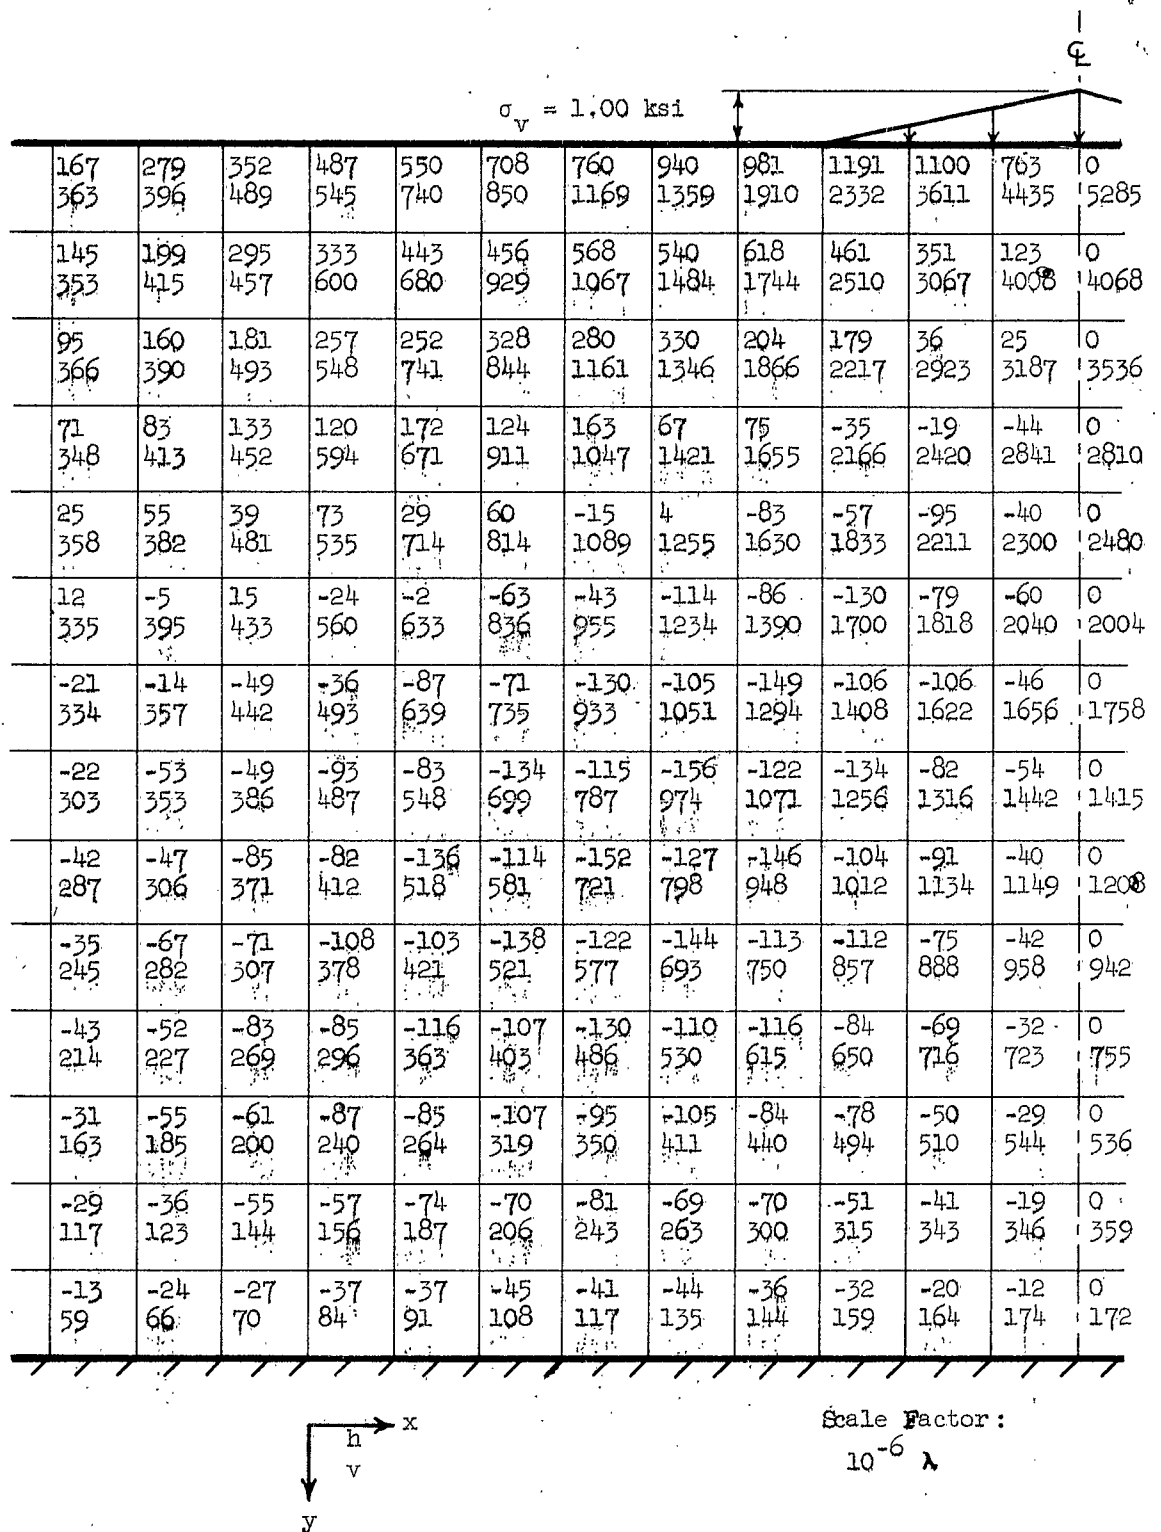 ℄
σv = 1.00 ksi
167 279 352 487 550 708 760 940 981 1191 1100 763 0
363 396 489 545 740 850 1169 1359 1910 2332 3611 4435 5285
145 199 295 333 443 456 568 540 618 461 351 123 0
353 415 457 600 680 929 1067 1484 1744 2510 3067 4008 4068
95 160 181 257 252 328 280 330 204 179 36 25 0
366 390 493 548 741 844 1161 1346 1866 2217 2923 3187 3536
71 83 133 120 172 124 163 67 75 -35 -19 -44 0
348 413 452 594 671 911 1047 1421 1655 2166 2420 2841 2810
25 55 39 73 29 60 -15 4 -83 -57 -95 -40 0
358 382 481 535 714 814 1089 1255 1630 1833 2211 2300 2480
12 -5 15 -24 -2 -63 -43 -114 -86 -130 -79 -60 0
335 395 433 560 633 836 955 1234 1390 1700 1818 2040 2004
-21 -14 -49 -36 -87 -71 -130 -105 -149 -106 -106 -46 0
334 357 442 493 639 735 933 1051 1294 1408 1622 1656 1758
-22 -53 -49 -93 -83 -134 -115 -156 -122 -134 -82 -54 0
303 353 386 487 548 699 787 974 1071 1256 1316 1442 1415
-42 -47 -85 -82 -136 -114 -152 -127 -146 -104 -91 -40 0
287 306 371 412 518 581 721 798 948 1012 1134 1149 1208
-35 -67 -71 -108 -103 -138 -122 -144 -113 -112 -75 -42 0
245 282 307 378 421 521 577 693 750 857 888 958 942
-43 -52 -83 -85 -116 -107 -130 -110 -116 -84 -69 -32 0
214 227 269 296 363 403 486 530 615 650 716 723 755
-31 -55 -61 -87 -85 -107 -95 -105 -84 -78 -50 -29 0
163 185 200 240 264 319 350 411 440 494 510 544 536
-29 -36 -55 -57 -74 -70 -81 -69 -70 -51 -41 -19 0
117 123 144 156 187 206 243 263 300 315 343 346 359
-13 -24 -27 -37 -37 -45 -41 -44 -36 -32 -20 -12 0
59 66 70 84 91 108 117 135 144 159 164 174 172
x
h
v
y
Scale Factor:
10⁻⁶ λ